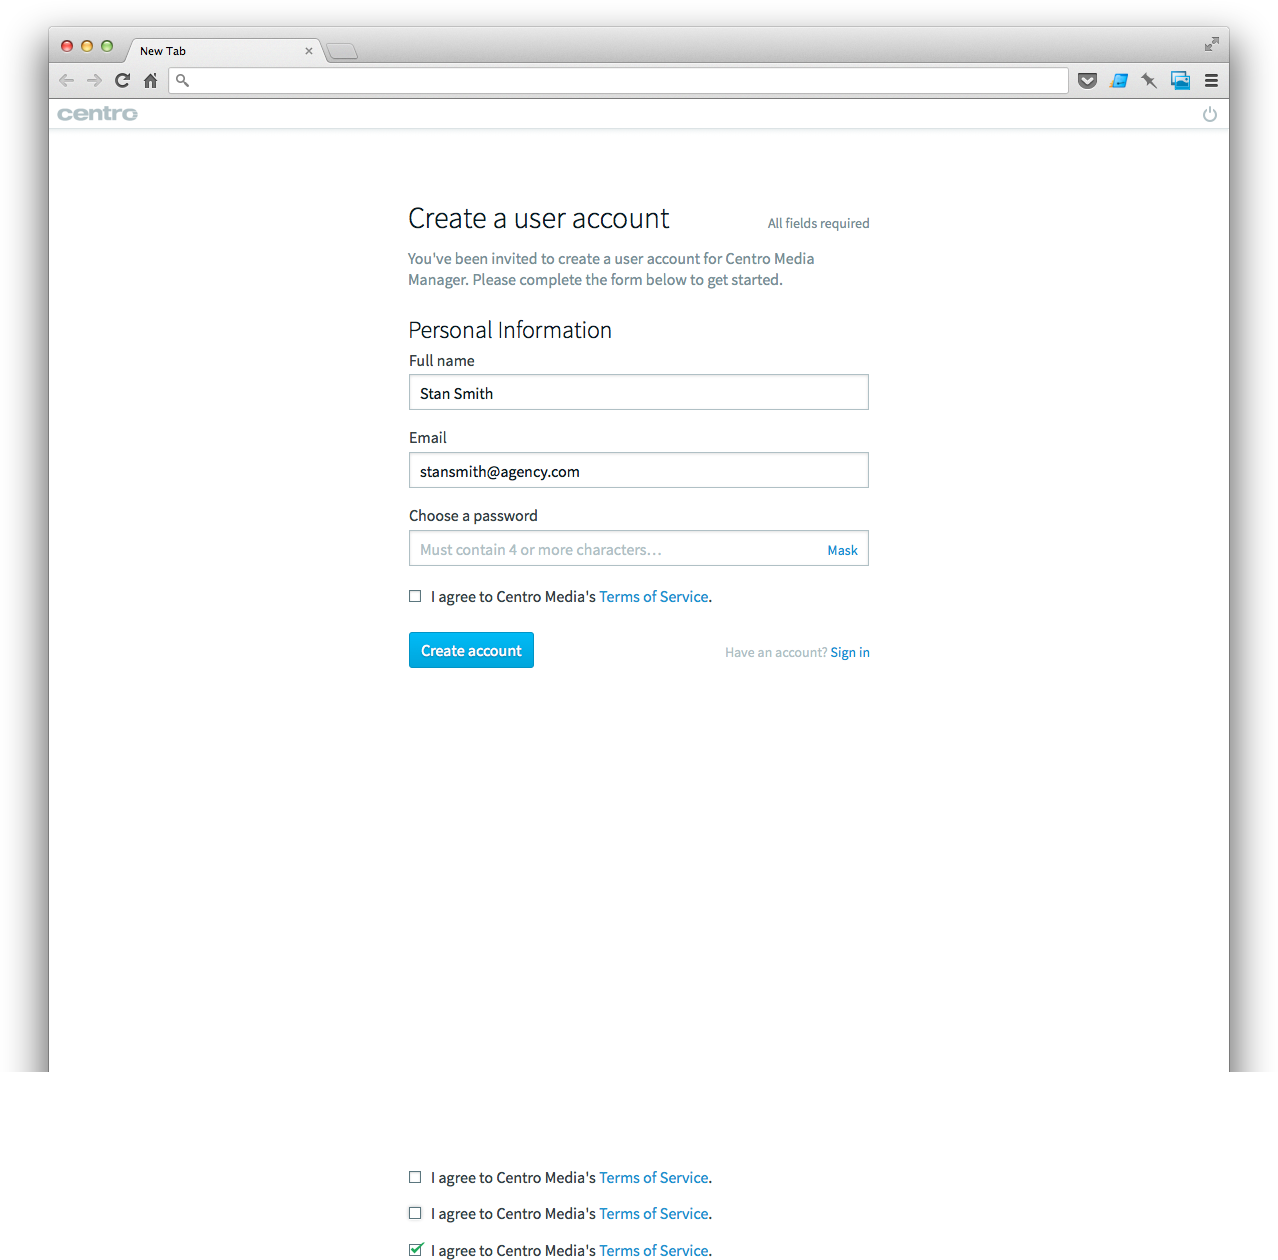 New Tab
centro
Create a user account
All fields required
You've been invited to create a user account for Centro Media
Manager. Please complete the form below to get started.
Personal Information
Full name
Stan Smith
Email
stansmith@agency.com
Choose a password
Must contain 4 or more characters…
Mask
I agree to Centro Media's Terms of Service.
Create account
Have an account? Sign in
I agree to Centro Media's Terms of Service.
I agree to Centro Media's Terms of Service.
I agree to Centro Media's Terms of Service.